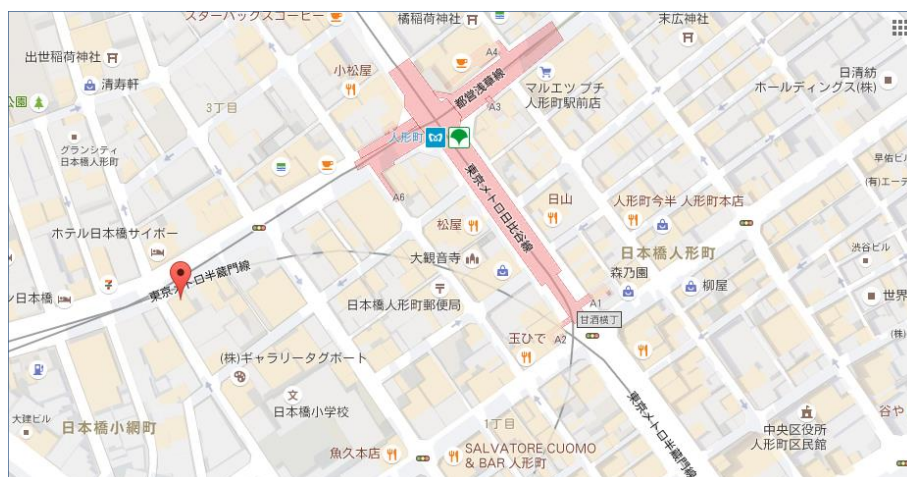 スターバックスコーヒー
橘稲荷神社
末広神社
出世稲荷神社
清寿軒
小松屋
A4
都営浅草線
日清紡
ホールディングス(株)
公園
3丁目
マルエツ プチ
人形町駅前店
A3
グランシティ
日本橋人形町
人形町
早佑ビル
(有)エーデ
A6
東京メトロ日比谷線
日山
人形町今半 人形町本店
松屋
ホテル日本橋サイボー
大観音寺
日本橋人形町
渋谷ビル
東京メトロ半蔵門線
森乃園
柳屋
ン日本橋
日本橋人形町郵便局
A1
世界
甘酒横丁
玉ひで
A2
(株)
(株)ギャラリータグボート
日本橋小学校
東京メトロ半蔵門線
大建ビル
日本橋小網町
1丁目
中央区役所
人形町区民館
谷や
魚久本店
SALVATORE CUOMO
& BAR 人形町